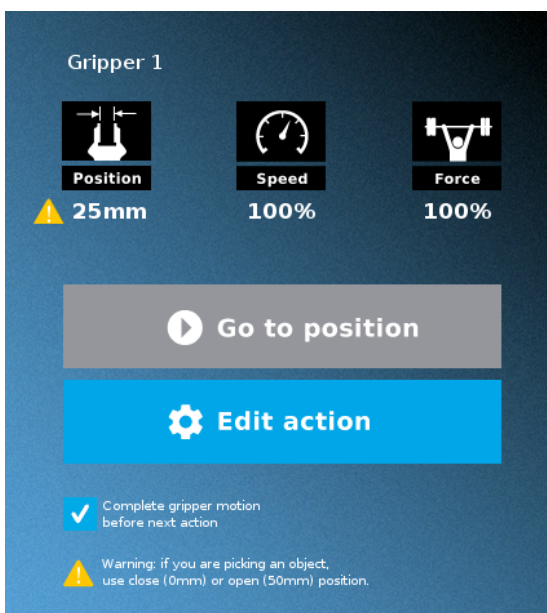 Gripper 1
Position Speed Force
25mm 100% 100%
Go to position
Edit action
Complete gripper motion
before next action
Warning: if you are picking an object,
use close (0mm) or open (50mm) position.